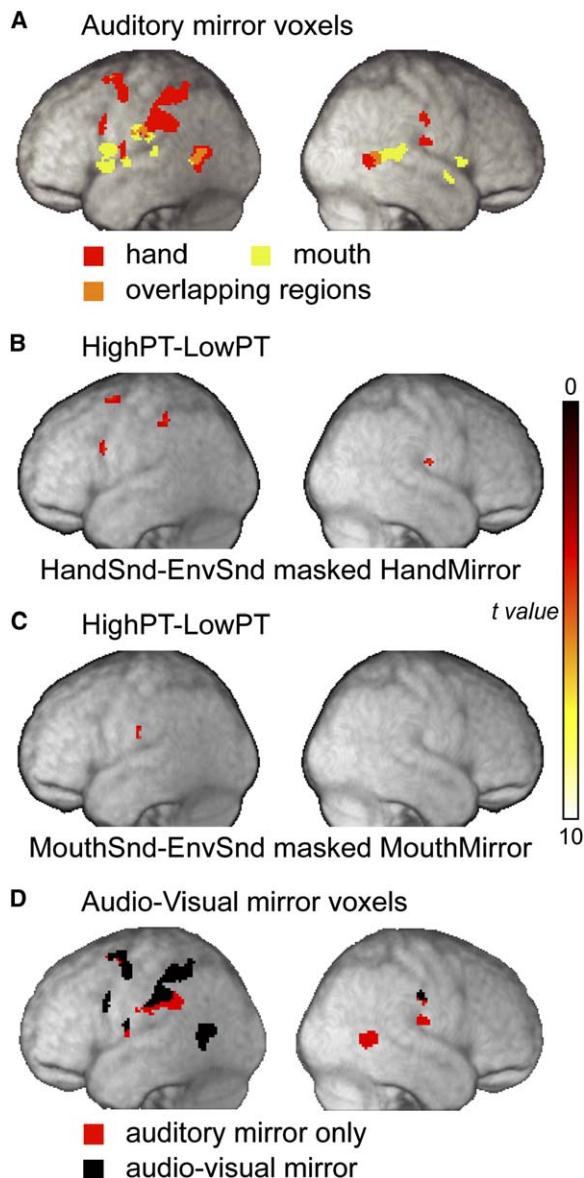 A Auditory mirror voxels
hand mouth
overlapping regions
B HighPT-LowPT
0
HandSnd-EnvSnd masked HandMirror
t value
C HighPT-LowPT
10
MouthSnd-EnvSnd masked MouthMirror
D Audio-Visual mirror voxels
auditory mirror only
audio-visual mirror